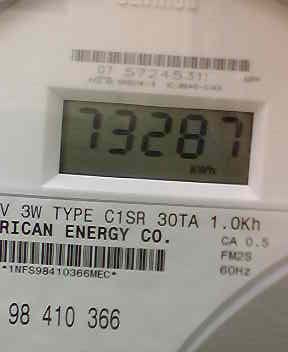 07 5724531
73287
kWh
V 3W TYPE C1SR 30TA 1.0Kh
RICAN ENERGY CO.
CA 0.5
FM2S
60Hz
*1NFS98410366MEC*
98 410 366